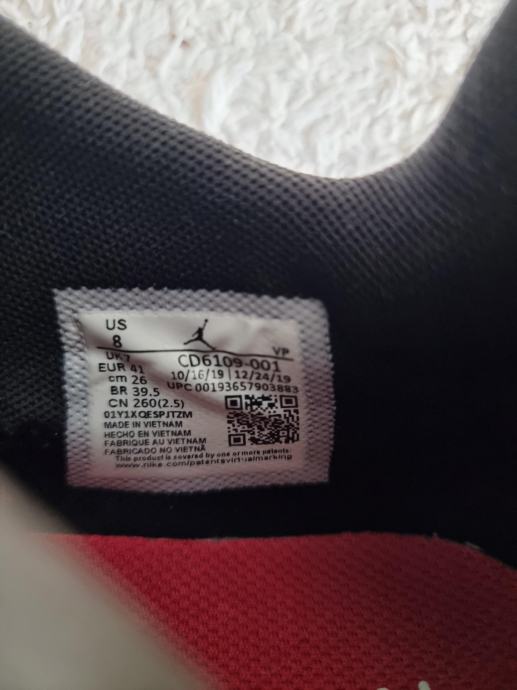 US
8
VP
UK 7
CD6109-001
EUR 41
10/16/19 | 12/24/19
cm 26
UPC 00193657903883
BR 39.5
CN 260(2.5)
01Y1XQESPJTZM
MADE IN VIETNAM
HECHO EN VIETNAM
FABRIQUE AU VIETNAM
FABRICADO NO VIETNÃ
This product is covered by one or more patents.
www.nike.com/patentsvirtualmarking